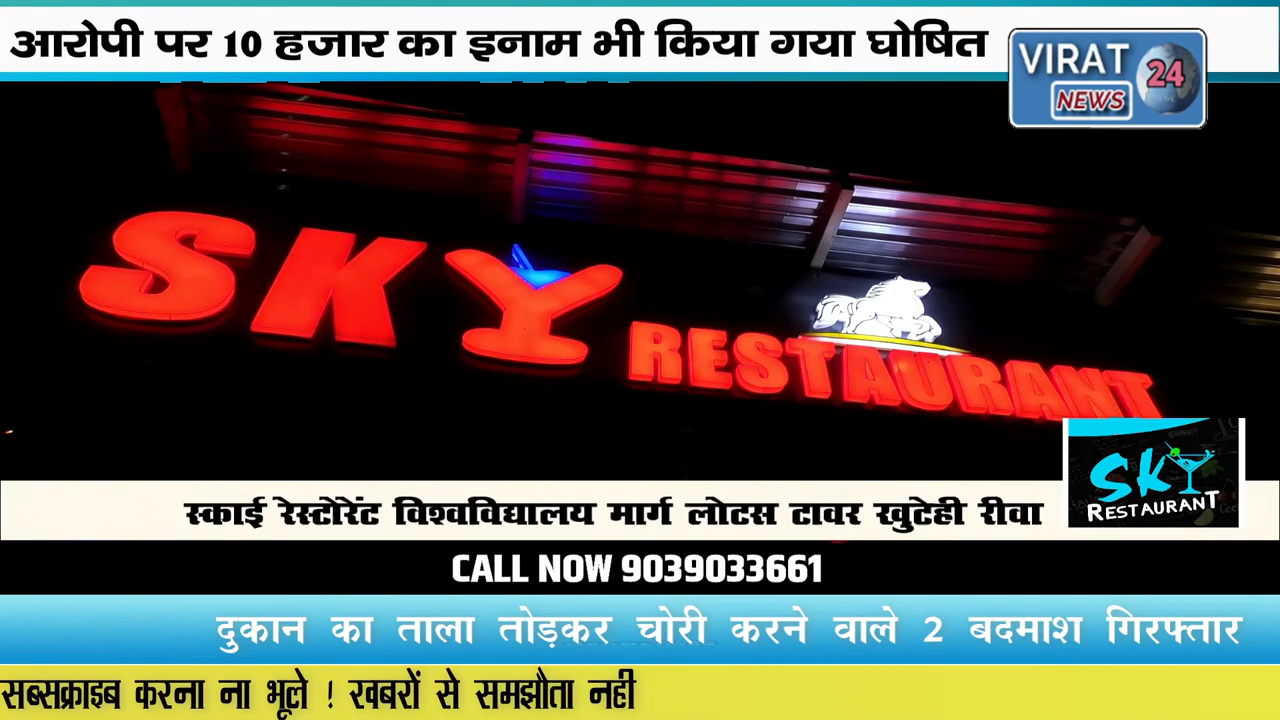 आरोपी पर 10 हजार का इनाम भी किया गया घोषित
VIRAT
24
NEWS
SKY
RESTAURANT
SKY
RESTAURANT
स्काई रेस्टोरेंट विश्वविद्यालय मार्ग लोटस टावर खुटेही रीवा
CALL NOW 9039033661
दुकान का ताला तोड़कर चोरी करने वाले 2 बदमाश गिरफ्तार
सब्सक्राइब करना ना भूले ! खबरों से समझौता नही